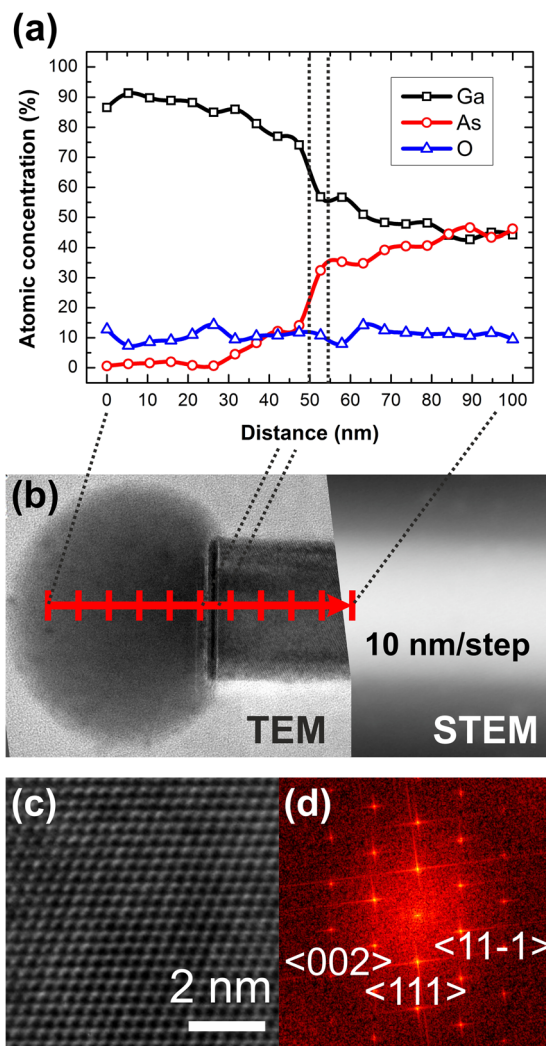 (a)
100
90
80
70
60
50
40
30
20
10
0
Atomic concentration (%)
Ga
As
O
0 10 20 30 40 50 60 70 80 90 100
Distance (nm)
(b)
10 nm/step
TEM
STEM
(c)
2 nm
(d)
<002>
<11-1>
<111>